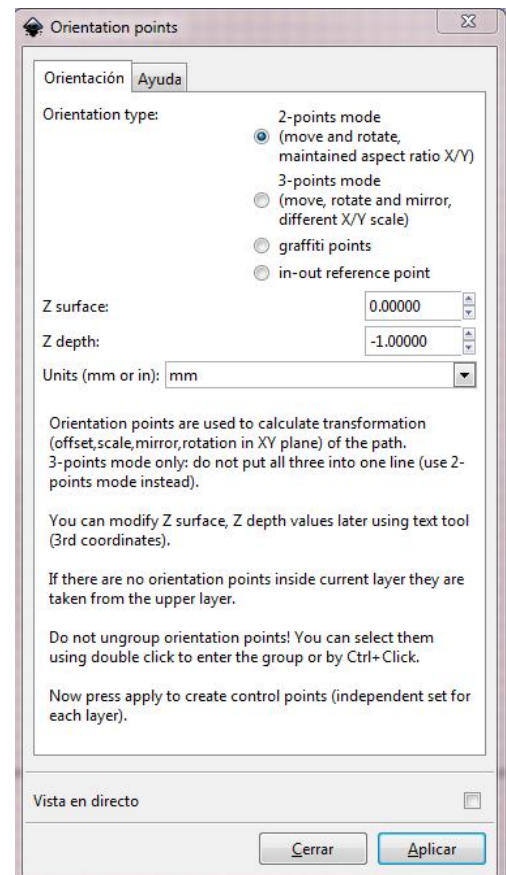 Orientation points
Orientación Ayuda
Orientation type:
2-points mode
(move and rotate,
maintained aspect ratio X/Y)
3-points mode
(move, rotate and mirror,
different X/Y scale)
graffiti points
in-out reference point
Z surface: 0.00000
Z depth: -1.00000
Units (mm or in): mm
Orientation points are used to calculate transformation
(offset,scale,mirror,rotation in XY plane) of the path.
3-points mode only: do not put all three into one line (use 2-
points mode instead).
You can modify Z surface, Z depth values later using text tool
(3rd coordinates).
If there are no orientation points inside current layer they are
taken from the upper layer.
Do not ungroup orientation points! You can select them
using double click to enter the group or by Ctrl+Click.
Now press apply to create control points (independent set for
each layer).
Vista en directo
Cerrar Aplicar